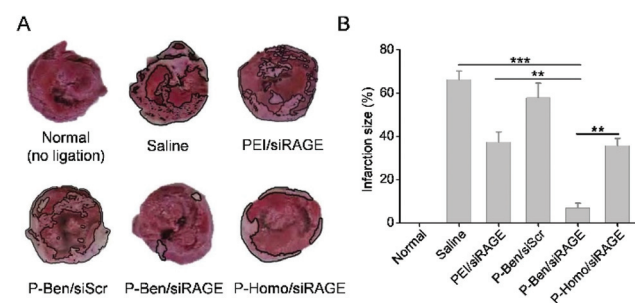 A
Normal
(no ligation)
Saline
PEI/siRAGE
P-Ben/siScr
P-Ben/siRAGE
P-Homo/siRAGE
B
Infarction size (%)
80
60
40
20
0
***
**
**
Normal
Saline
PEI/siRAGE
P-Ben/siScr
P-Ben/siRAGE
P-Homo/siRAGE